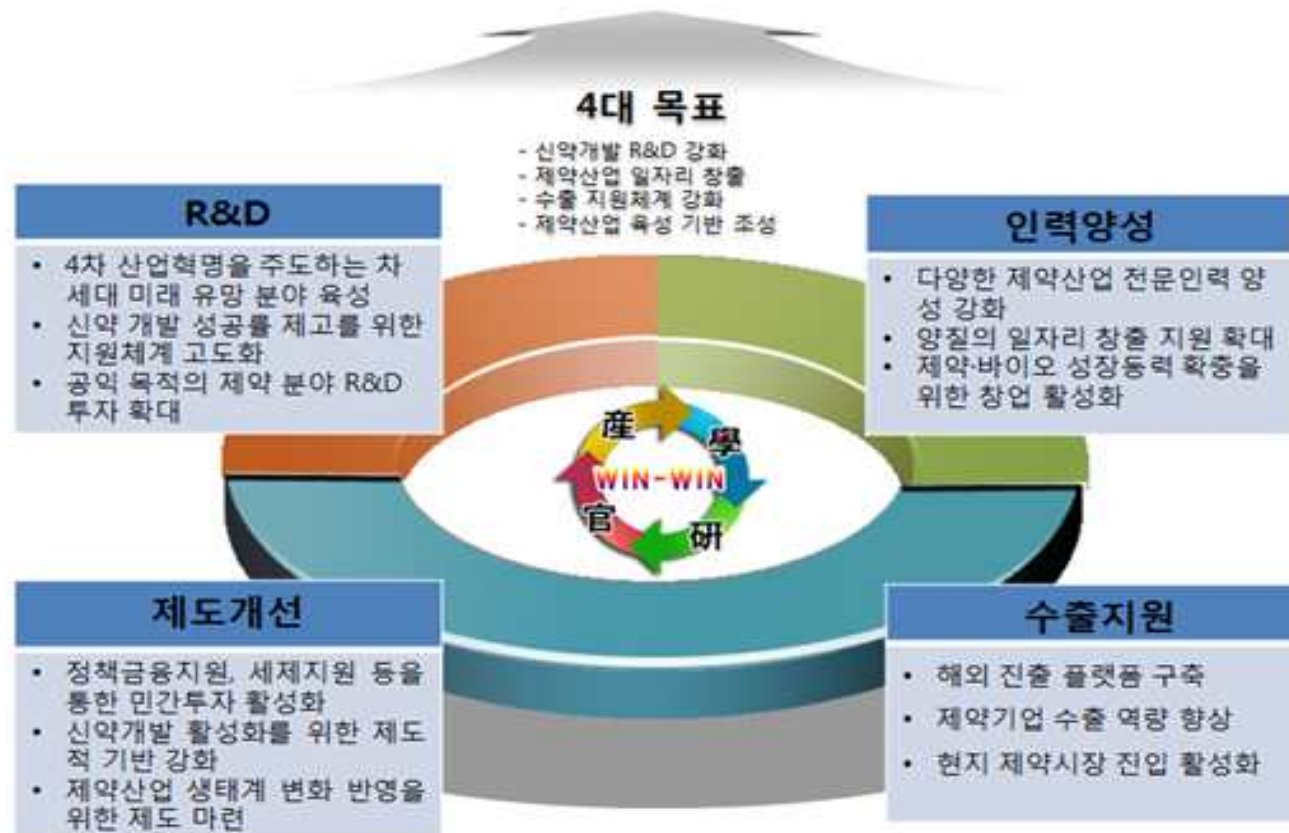 4대 목표
- 신약개발 R&D 강화
- 제약산업 일자리 창출
- 수출 지원체계 강화
- 제약산업 육성 기반 조성
R&D
• 4차 산업혁명을 주도하는 차
세대 미래 유망 분야 육성
• 신약 개발 성공률 제고를 위한
지원체계 고도화
• 공익 목적의 제약 분야 R&D
투자 확대
인력양성
• 다양한 제약산업 전문인력 양
성 강화
• 양질의 일자리 창출 지원 확대
• 제약·바이오 성장동력 확충을
위한 창업 활성화
産
學
WIN-WIN
官
硏
제도개선
• 정책금융지원, 세제지원 등을
통한 민간투자 활성화
• 신약개발 활성화를 위한 제도
적 기반 강화
• 제약산업 생태계 변화 반영을
위한 제도 마련
수출지원
• 해외 진출 플랫폼 구축
• 제약기업 수출 역량 향상
• 현지 제약시장 진입 활성화